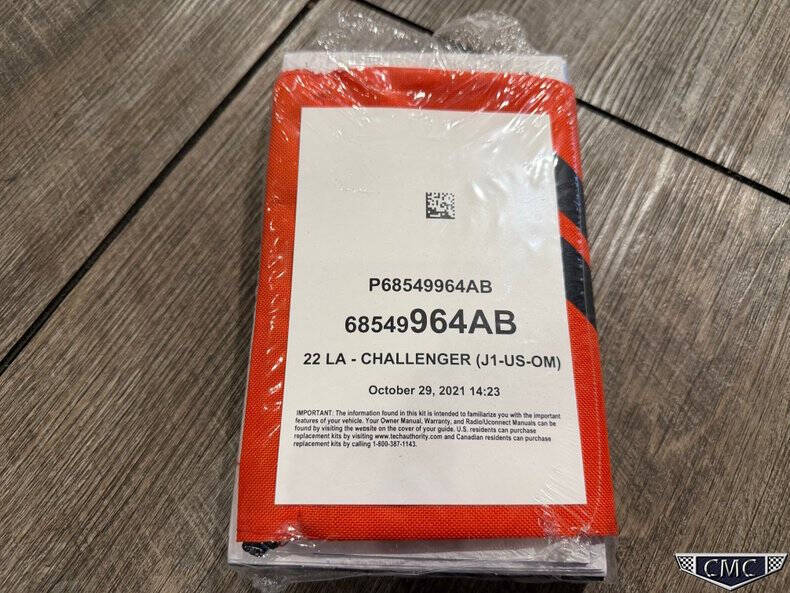 P68549964AB
68549964AB
22 LA - CHALLENGER (J1-US-OM)
October 29, 2021 14:23
IMPORTANT: The information found in this kit is intended to familiarize you with the important
features of your vehicle. Your Owner Manual, Warranty, and Radio/Uconnect Manuals can be
found by visiting the website on the cover of your guide. U.S. residents can purchase
replacement kits by visiting www.techauthority.com and Canadian residents can purchase
replacement kits by calling 1-800-387-1143.
CMC